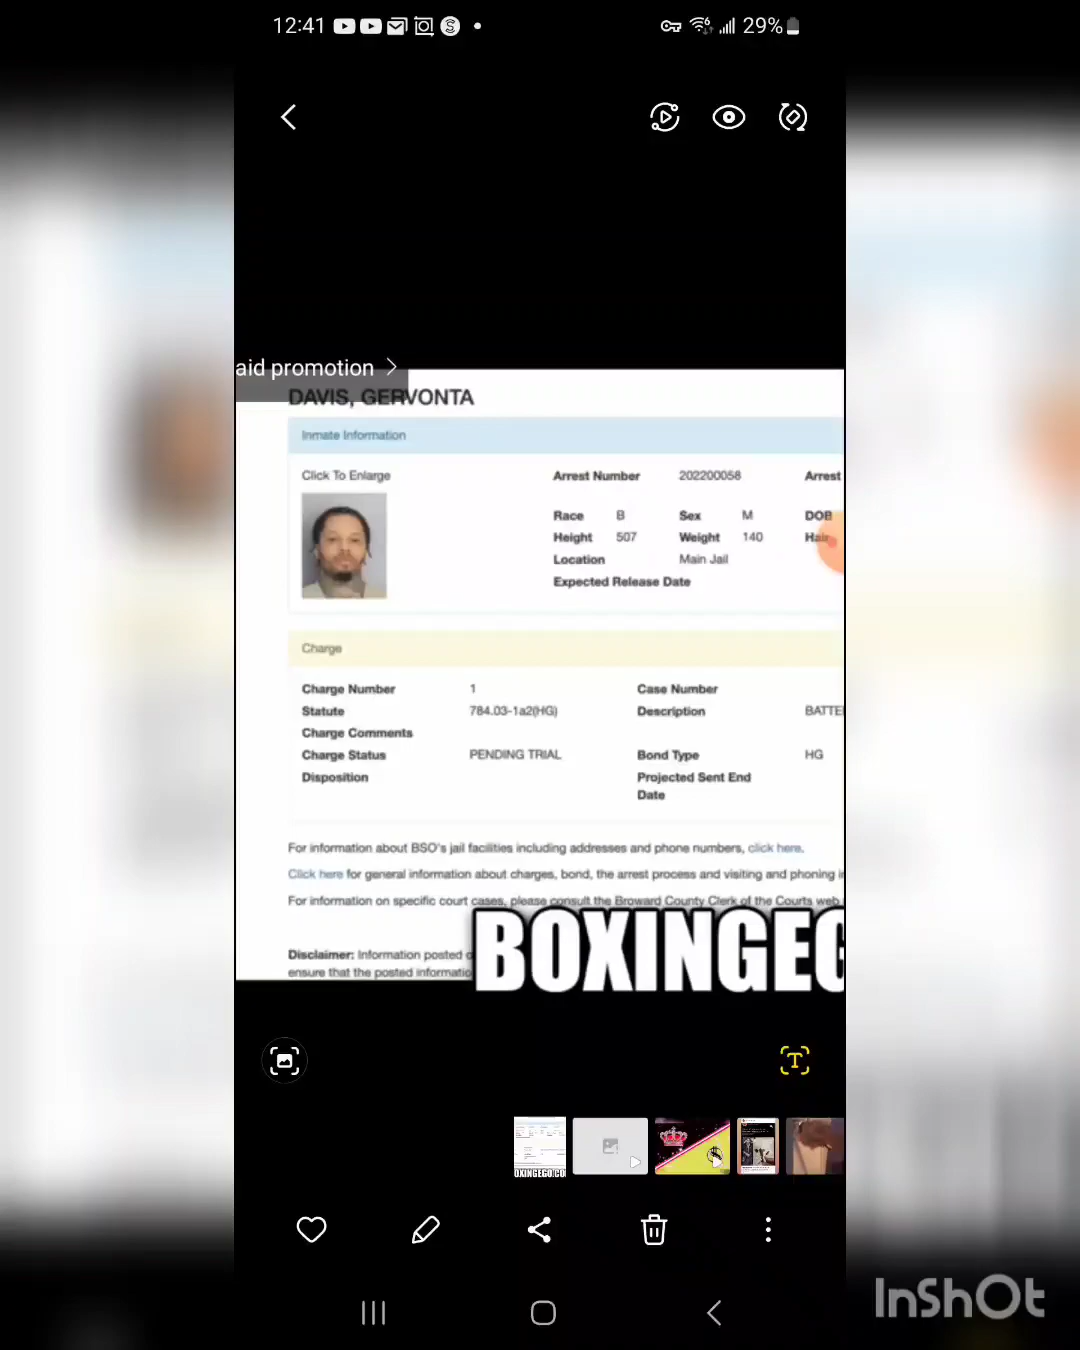 12:41
29%
aid promotion
DAVIS, GERVONTA
Inmate Information
Click To Enlarge
Arrest Number 202200058 Arrest
Race B Sex M DOB
Height 507 Weight 140 Hair
Location Main Jail
Expected Release Date
Charge
Charge Number 1 Case Number
Statute 784.03-1a2(HG) Description BATTE
Charge Comments
Charge Status PENDING TRIAL Bond Type HG
Disposition Projected Sent End
Date
For information about BSO's jail facilities including addresses and phone numbers, click here.
Click here for general information about charges, bond, the arrest process and visiting and phoning
For information on specific court cases, please consult the Broward County Clerk of the Courts web
Disclaimer: Information posted
ensure that the posted informatio
BOXINGEG
T
OXINGEGO.CO
InShOt